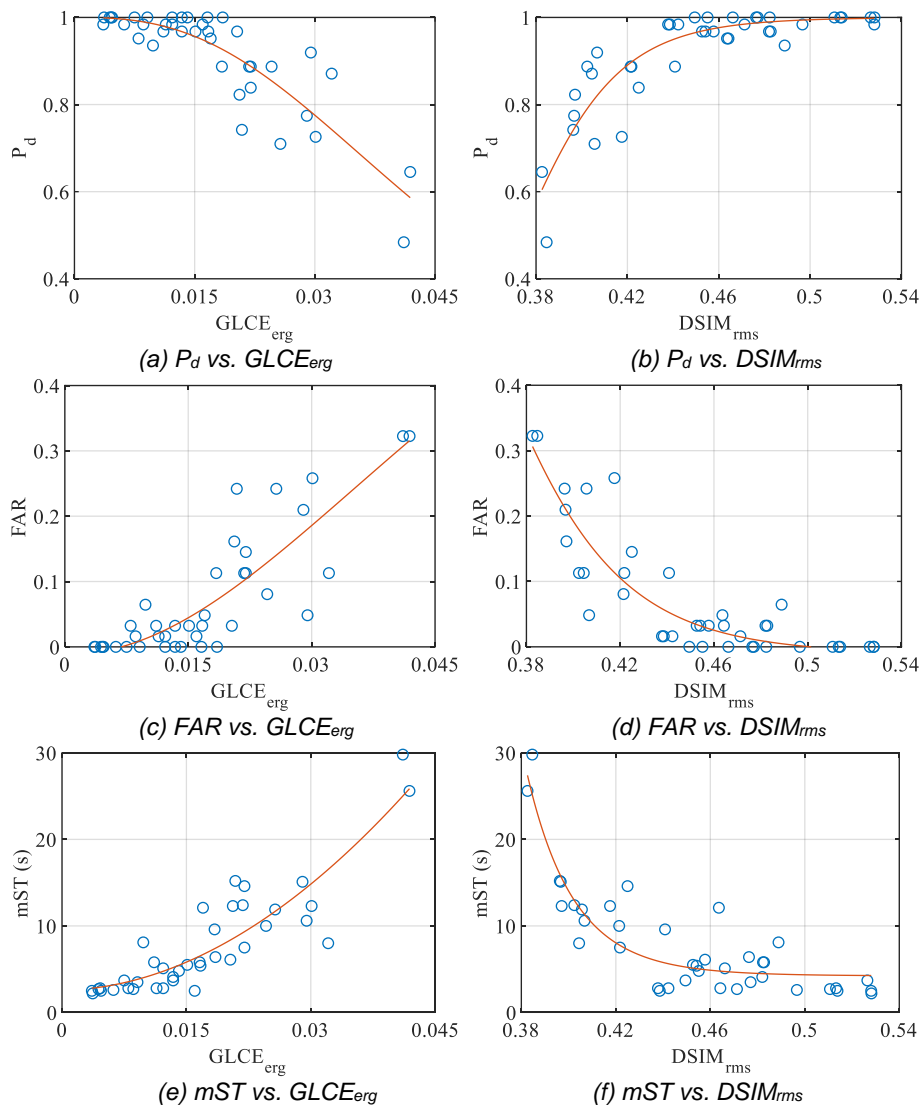 1
0.8
0.6
0.4
P_d
0
0.015
0.03
0.045
GLCE_erg
(a) P_d vs. GLCE_erg
1
0.8
0.6
0.4
P_d
0.38
0.42
0.46
0.5
0.54
DSIM_rms
(b) P_d vs. DSIM_rms
0.4
0.3
0.2
0.1
0
FAR
0
0.015
0.03
0.045
GLCE_erg
(c) FAR vs. GLCE_erg
0.4
0.3
0.2
0.1
0
FAR
0.38
0.42
0.46
0.5
0.54
DSIM_rms
(d) FAR vs. DSIM_rms
30
20
10
0
mST (s)
0
0.015
0.03
0.045
GLCE_erg
(e) mST vs. GLCE_erg
30
20
10
0
mST (s)
0.38
0.42
0.46
0.5
0.54
DSIM_rms
(f) mST vs. DSIM_rms